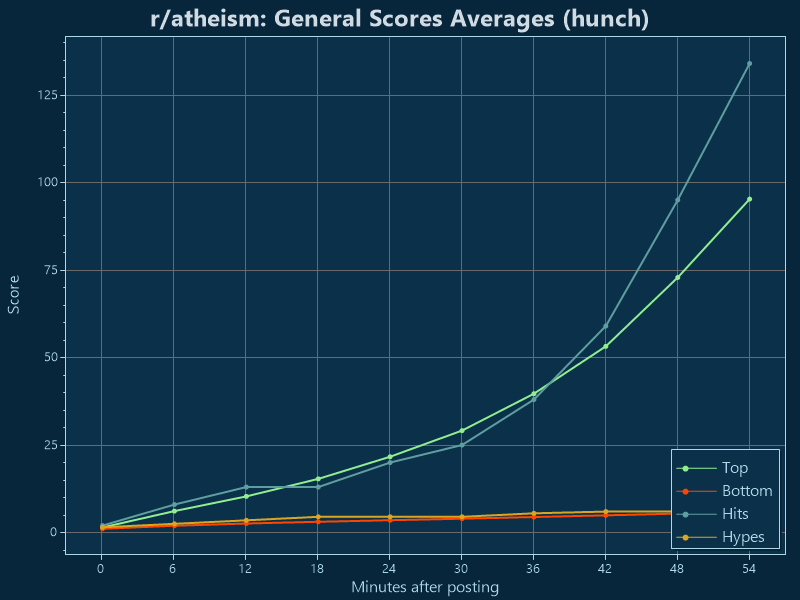 r/atheism: General Scores Averages (hunch)
125
100
75
50
25
0
Score
0 6 12 18 24 30 36 42 48 54
Minutes after posting
Top
Bottom
Hits
Hypes